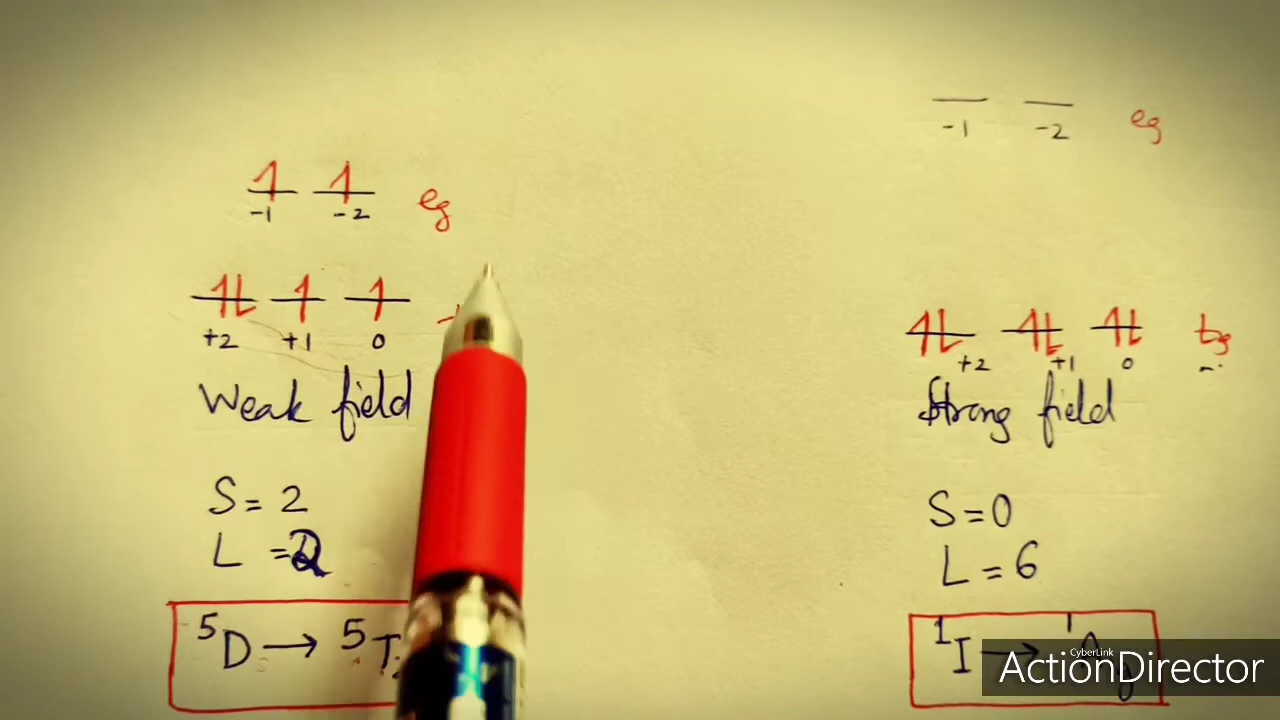 -1 -2 eg
+2 +1 0
Weak field
S = 2
L = 2
5D → 5T
-1 -2 eg
+2 +1 0 t2g
Strong field
S = 0
L = 6
1I → 1A1g
CyberLink
ActionDirector